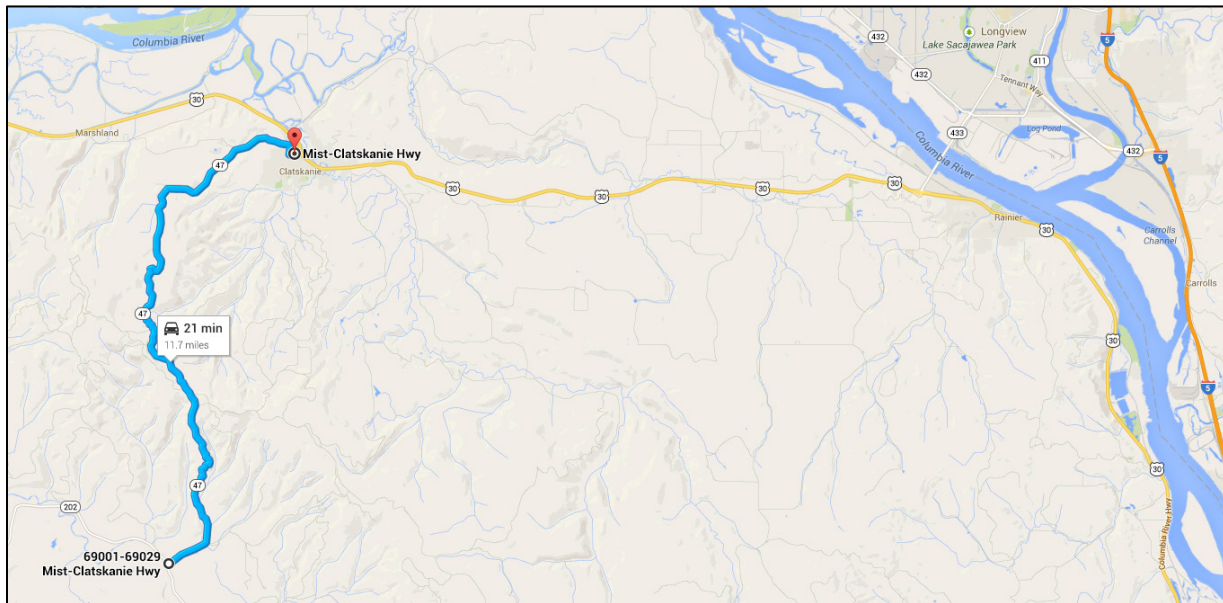 Columbia River
30
Marshland
47
Mist-Clatskanie Hwy
Clatskanie
30
30
30
30
47
21 min
11.7 miles
47
202
69001-69029
Mist-Clatskanie Hwy
Longview
Lake Sacajawea Park
432
432
411
5
Tennant Way
433
Log Pond
432
5
Columbia River
Rainier
30
Carrolls
Channel
Carrolls
30
5
30
Columbia River Hwy